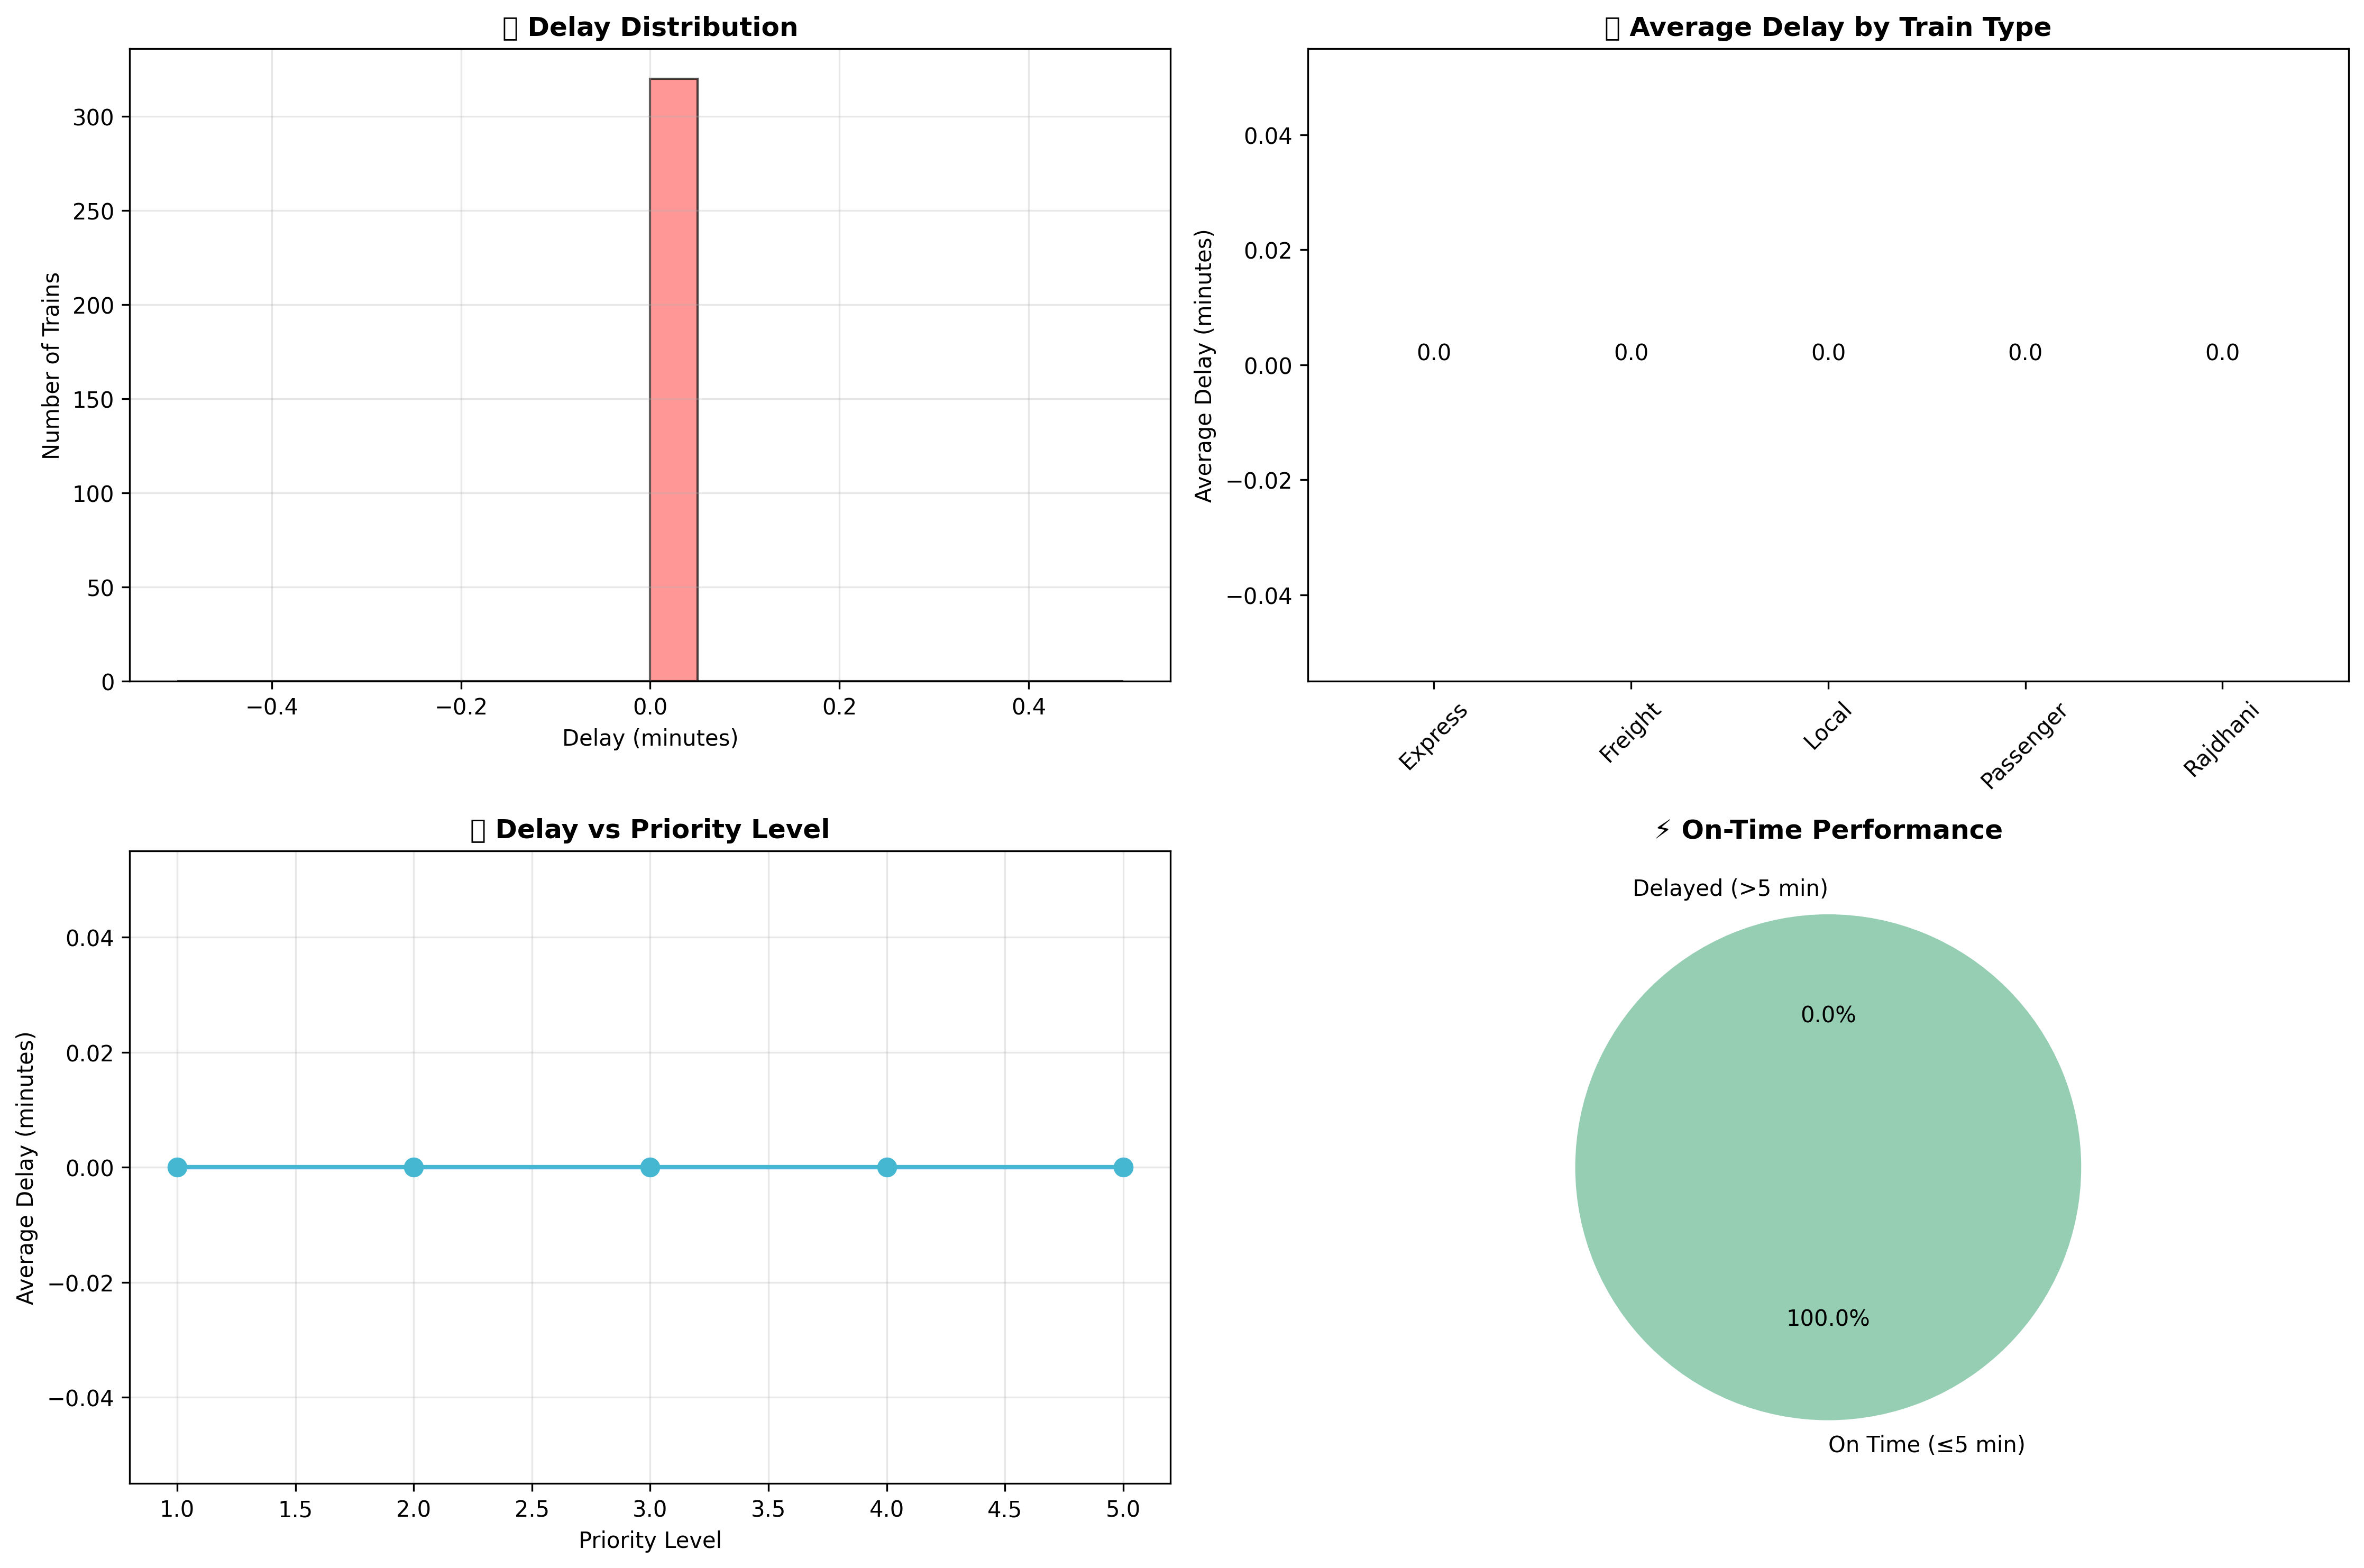 ▯ Delay Distribution
300
250
200
150
100
50
0
Number of Trains
−0.4 −0.2 0.0 0.2 0.4
Delay (minutes)
▯ Average Delay by Train Type
0.04
0.02
0.00
−0.02
−0.04
Average Delay (minutes)
0.0 0.0 0.0 0.0 0.0
Express Freight Local Passenger Rajdhani
▯ Delay vs Priority Level
0.04
0.02
0.00
−0.02
−0.04
Average Delay (minutes)
1.0 1.5 2.0 2.5 3.0 3.5 4.0 4.5 5.0
Priority Level
⚡ On-Time Performance
Delayed (>5 min)
0.0%
100.0%
On Time (≤5 min)